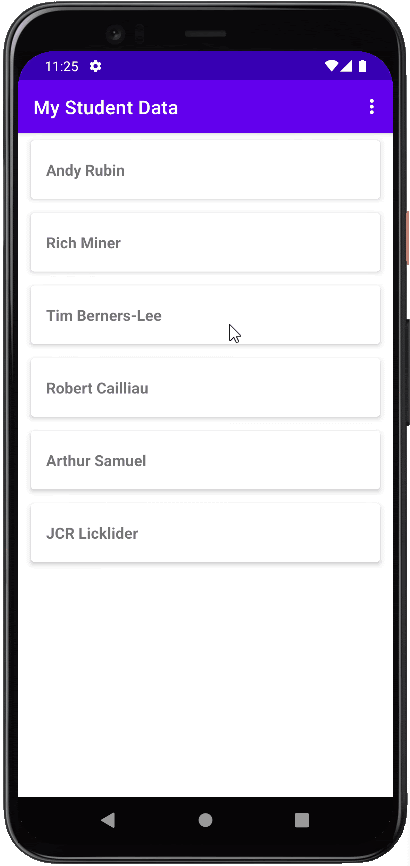 11:25
My Student Data
Andy Rubin
Rich Miner
Tim Berners-Lee
Robert Cailliau
Arthur Samuel
JCR Licklider